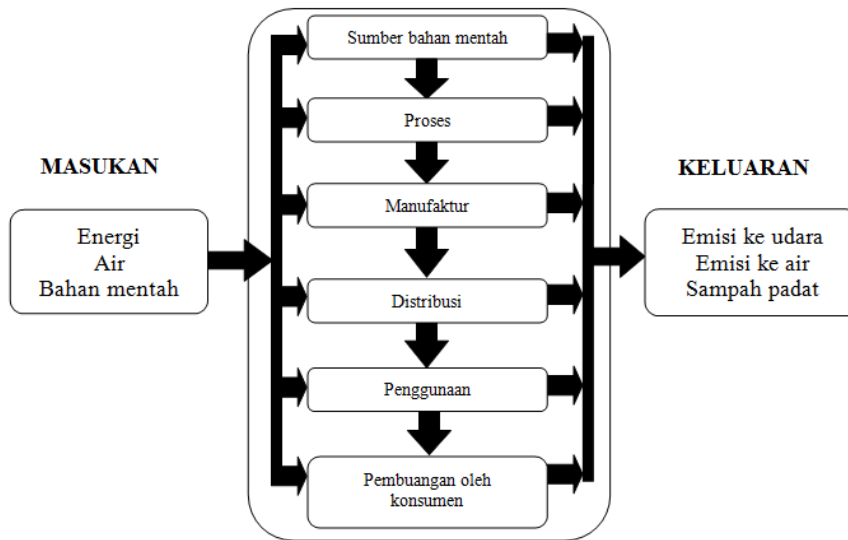 MASUKAN
Energi
Air
Bahan mentah
Sumber bahan mentah
Proses
Manufaktur
Distribusi
Penggunaan
Pembuangan oleh
konsumen
KELUARAN
Emisi ke udara
Emisi ke air
Sampah padat